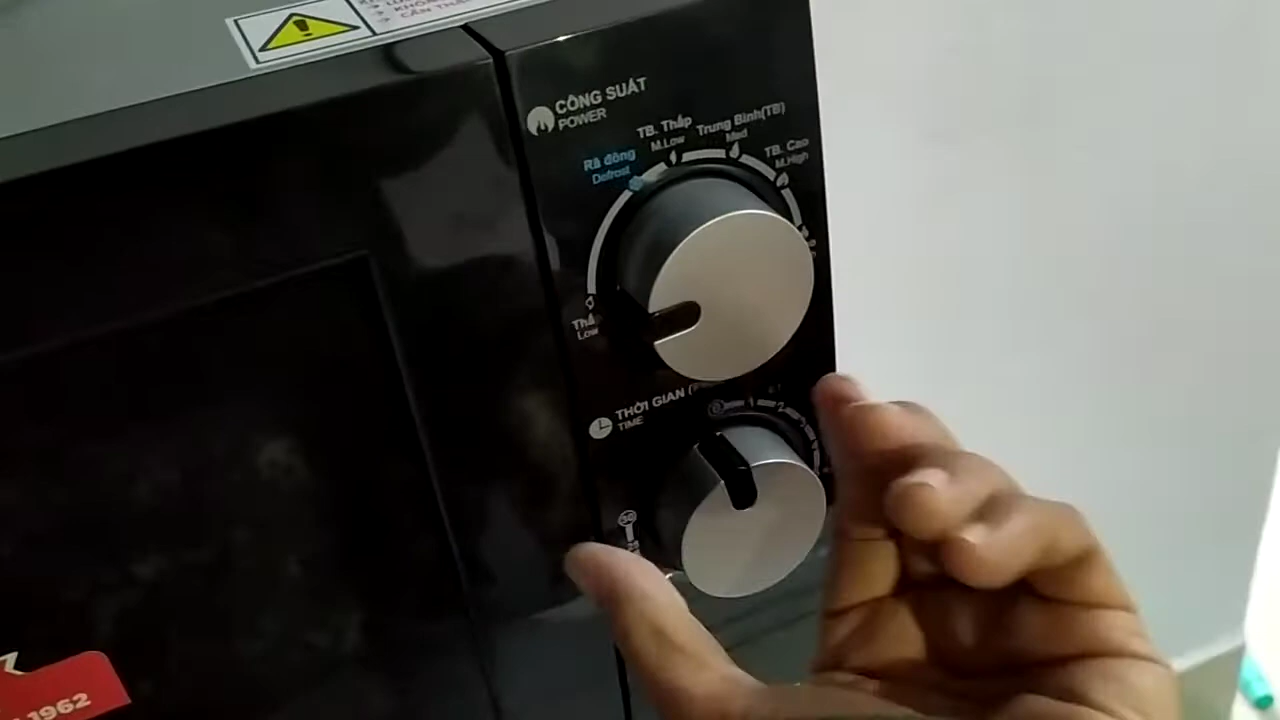 CÔNG SUẤT
POWER
TB. Thấp
M.Low
Trung Bình(TB)
Med
TB. Cao
M.High
Rã đông
Defrost
Low
THỜI GIAN
TIME
1
2
30
1962